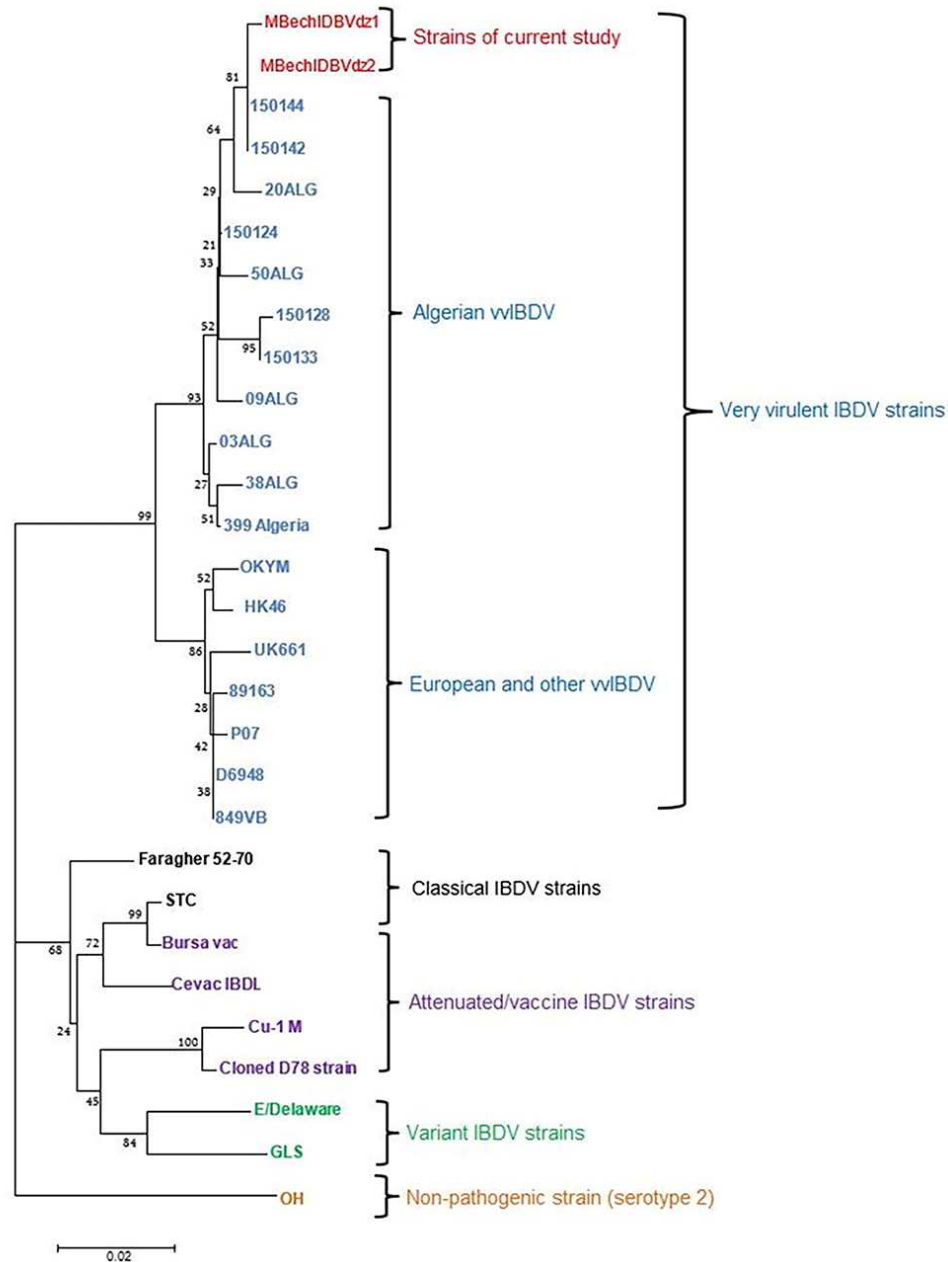 MBechIDBVdz1
Strains of current study
MBechIDBVdz2
81
150144
64
150142
29
20ALG
150124
21
33
50ALG
150128
Algerian vvIBDV
52
95
150133
93
09ALG
Very virulent IBDV strains
03ALG
27
38ALG
51
399 Algeria
99
OKYM
52
HK46
86
UK661
European and other vvIBDV
89163
28
P07
42
D6948
38
849VB
Faragher 52-70
Classical IBDV strains
STC
99
72
Bursa vac
68
Cevac IBDL
Attenuated/vaccine IBDV strains
24
Cu-1 M
100
Cloned D78 strain
45
E/Delaware
Variant IBDV strains
84
GLS
OH
Non-pathogenic strain (serotype 2)
0.02